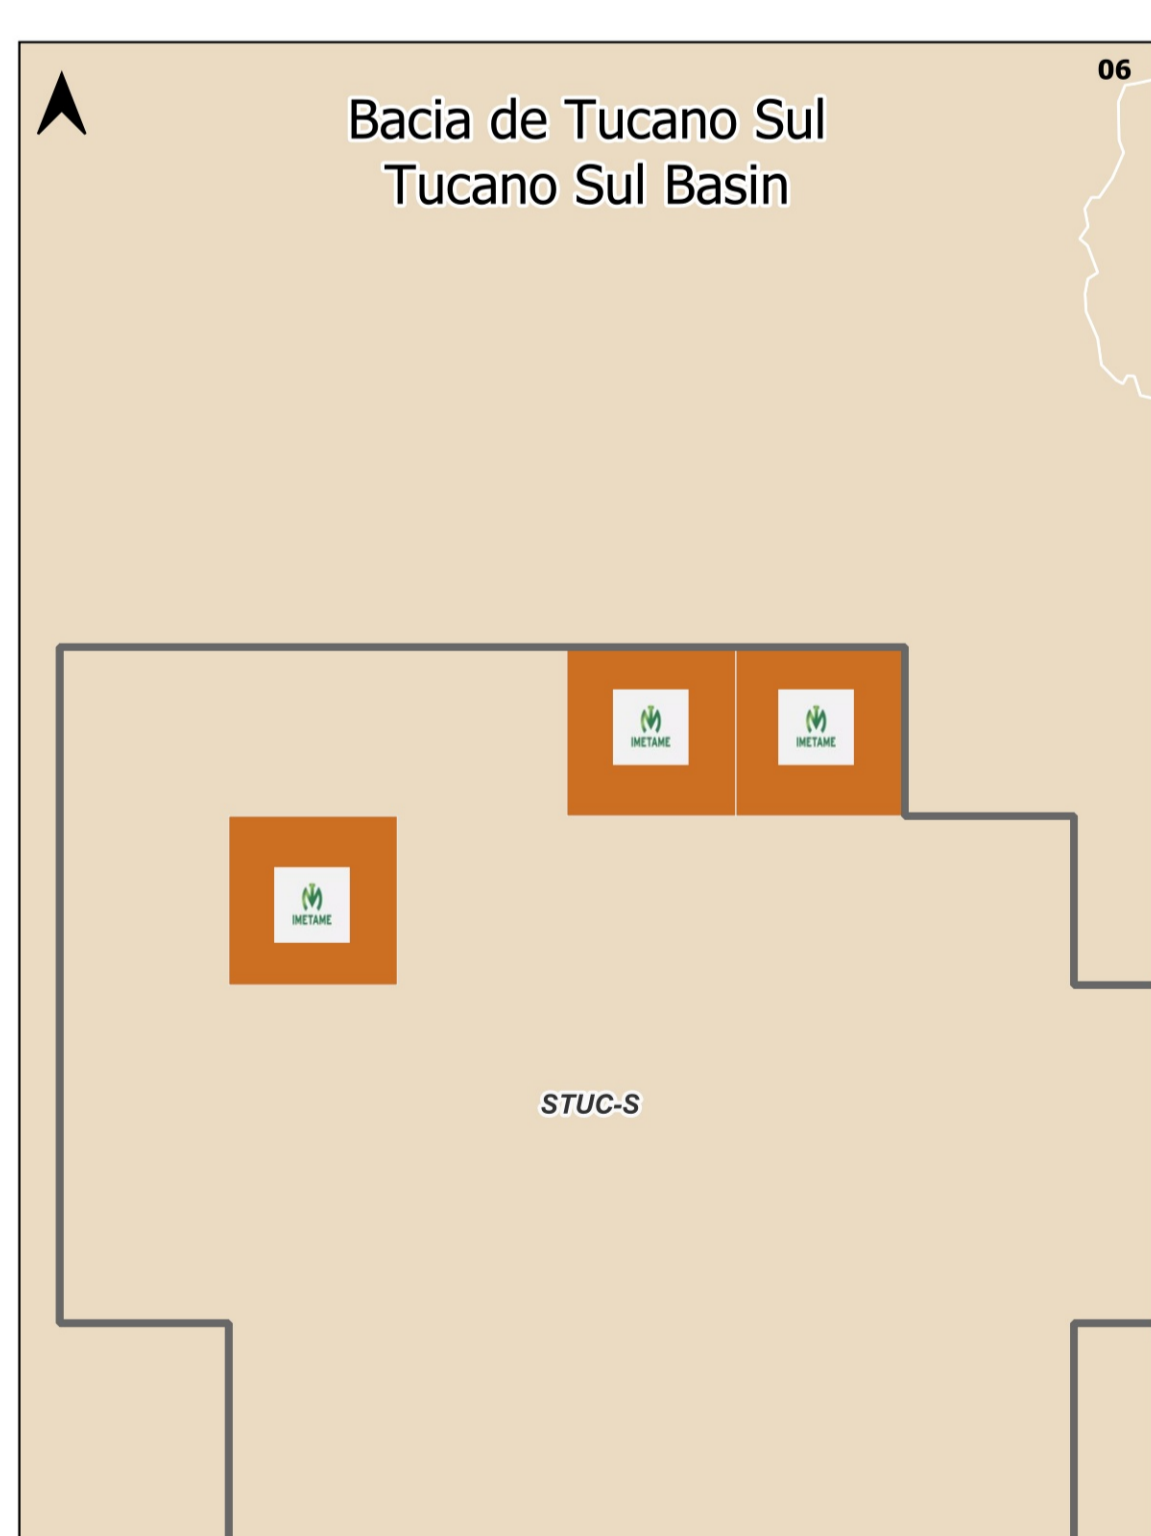 06
Bacia de Tucano Sul
Tucano Sul Basin
IMETAME
IMETAME
IMETAME
STUC-S